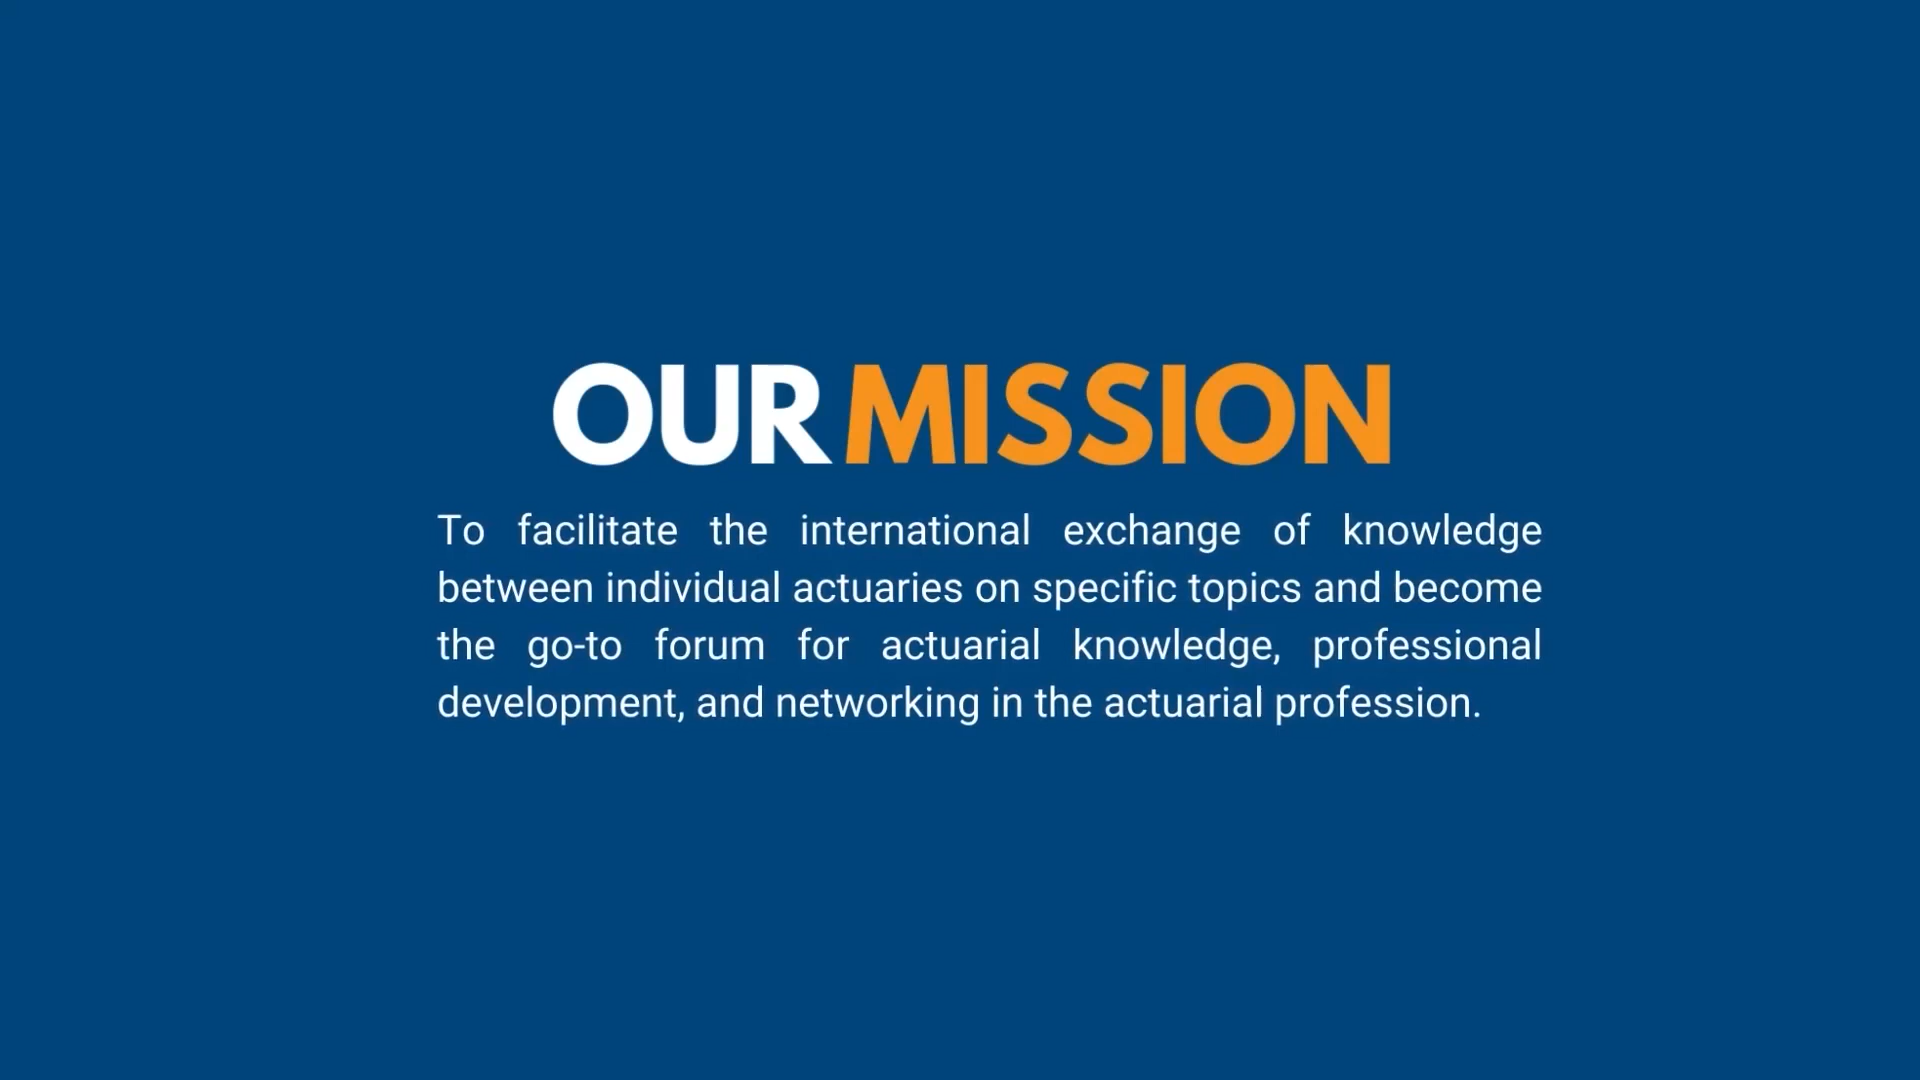 OUR MISSION
To facilitate the international exchange of knowledge
between individual actuaries on specific topics and become
the go-to forum for actuarial knowledge, professional
development, and networking in the actuarial profession.